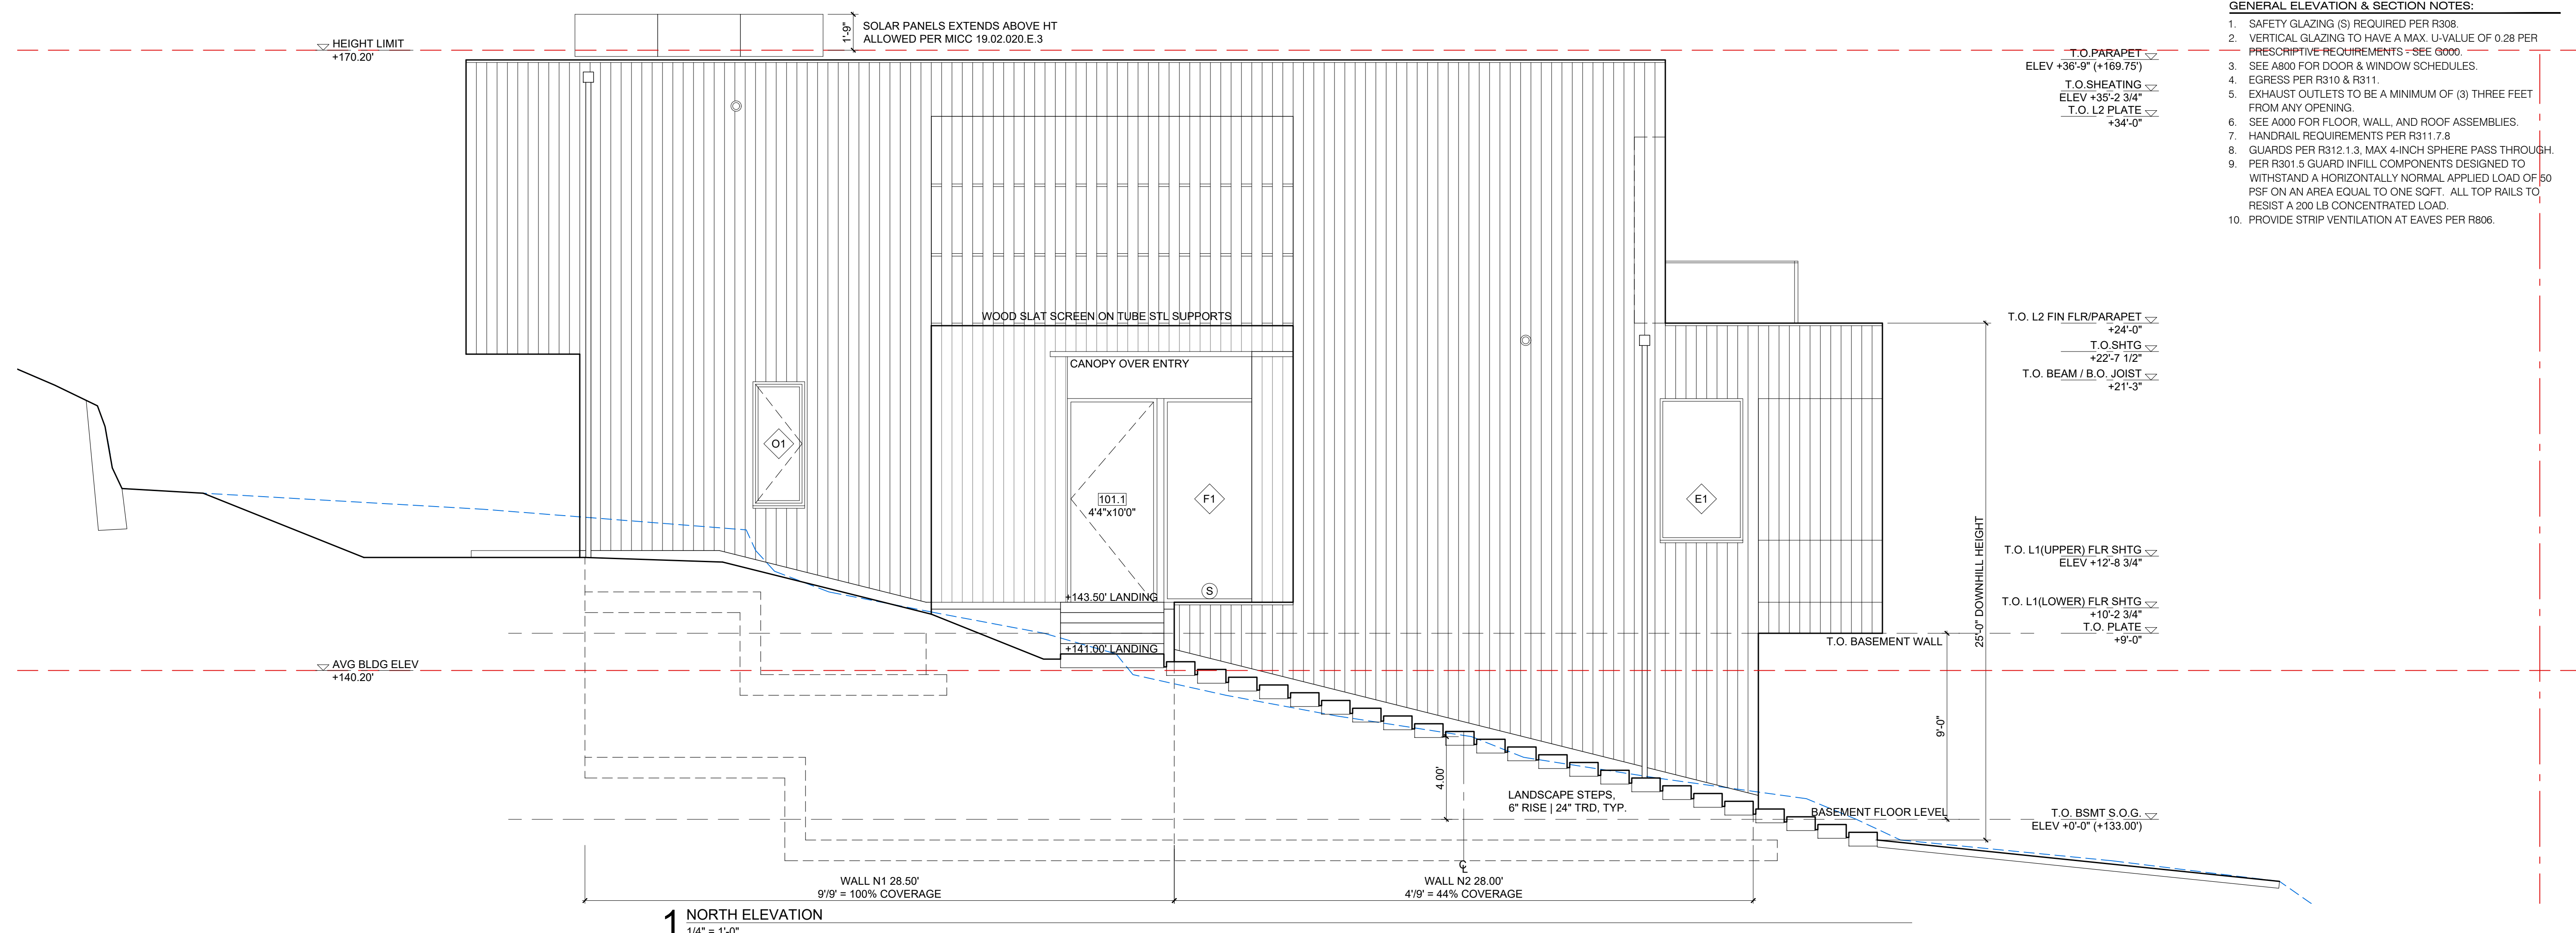 GENERAL ELEVATION & SECTION NOTES:
1. SAFETY GLAZING (S) REQUIRED PER R308.
2. VERTICAL GLAZING TO HAVE A MAX. U-VALUE OF 0.28 PER
PRESCRIPTIVE REQUIREMENTS - SEE G000.
3. SEE A800 FOR DOOR & WINDOW SCHEDULES.
4. EGRESS PER R310 & R311.
5. EXHAUST OUTLETS TO BE A MINIMUM OF (3) THREE FEET
FROM ANY OPENING.
6. SEE A000 FOR FLOOR, WALL, AND ROOF ASSEMBLIES.
7. HANDRAIL REQUIREMENTS PER R311.7.8
8. GUARDS PER R312.1.3, MAX 4-INCH SPHERE PASS THROUGH.
9. PER R301.5 GUARD INFILL COMPONENTS DESIGNED TO
WITHSTAND A HORIZONTALLY NORMAL APPLIED LOAD OF 50
PSF ON AN AREA EQUAL TO ONE SQFT. ALL TOP RAILS TO
RESIST A 200 LB CONCENTRATED LOAD.
10. PROVIDE STRIP VENTILATION AT EAVES PER R806.
1'-9"
SOLAR PANELS EXTENDS ABOVE HT
ALLOWED PER MICC 19.02.020.E.3
HEIGHT LIMIT
+170.20'
T.O.PARAPET
ELEV +36'-9" (+169.75')
T.O.SHEATING
ELEV +35'-2 3/4"
T.O. L2 PLATE
+34'-0"
WOOD SLAT SCREEN ON TUBE STL SUPPORTS
T.O. L2 FIN FLR/PARAPET
+24'-0"
T.O.SHTG
+22'-7 1/2"
T.O. BEAM / B.O. JOIST
+21'-3"
CANOPY OVER ENTRY
O1
101.1
4'4"x10'0"
F1
E1
S
25'-0" DOWNHILL HEIGHT
T.O. L1(UPPER) FLR SHTG
ELEV +12'-8 3/4"
T.O. L1(LOWER) FLR SHTG
+10'-2 3/4"
T.O. PLATE
+9'-0"
+143.50' LANDING
+141.00' LANDING
T.O. BASEMENT WALL
AVG BLDG ELEV
+140.20'
9'-0"
4.00'
LANDSCAPE STEPS,
6" RISE | 24" TRD, TYP.
BASEMENT FLOOR LEVEL
T.O. BSMT S.O.G.
ELEV +0'-0" (+133.00')
℄
WALL N1 28.50'
9'/9' = 100% COVERAGE
WALL N2 28.00'
4'/9' = 44% COVERAGE
1 NORTH ELEVATION
1/4" = 1'-0"